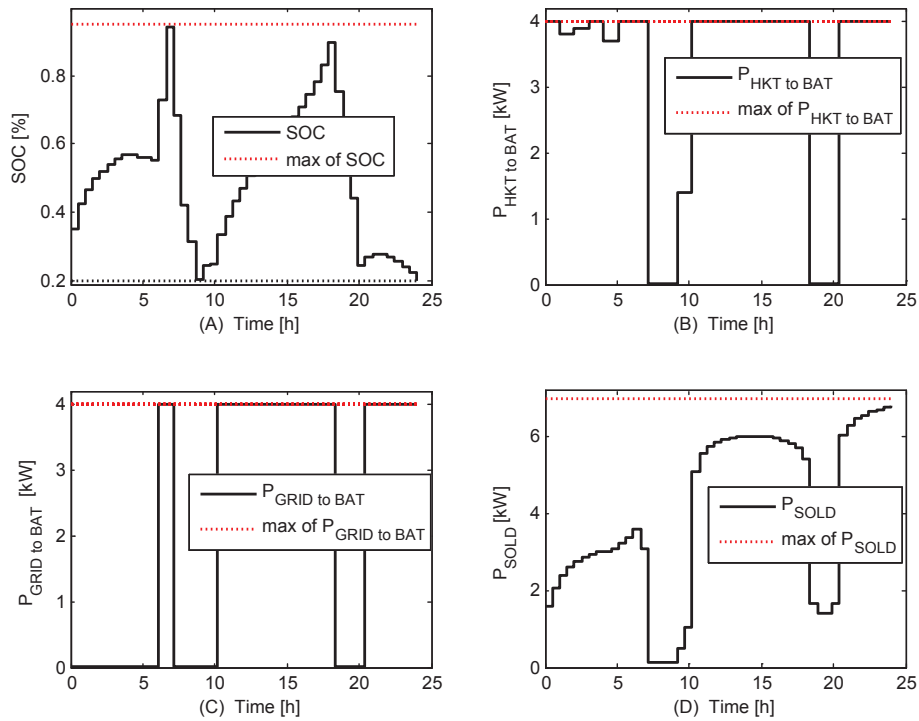 SOC [%]
0.8
0.6
0.4
0.2
SOC
max of SOC
0 5 10 15 20 25
(A) Time [h]
P_HKT to BAT [kW]
4
3
2
1
0
P_HKT to BAT
max of P_HKT to BAT
0 5 10 15 20 25
(B) Time [h]
P_GRID to BAT [kW]
4
3
2
1
0
P_GRID to BAT
max of P_GRID to BAT
0 5 10 15 20 25
(C) Time [h]
P_SOLD [kW]
6
4
2
0
P_SOLD
max of P_SOLD
0 5 10 15 20 25
(D) Time [h]